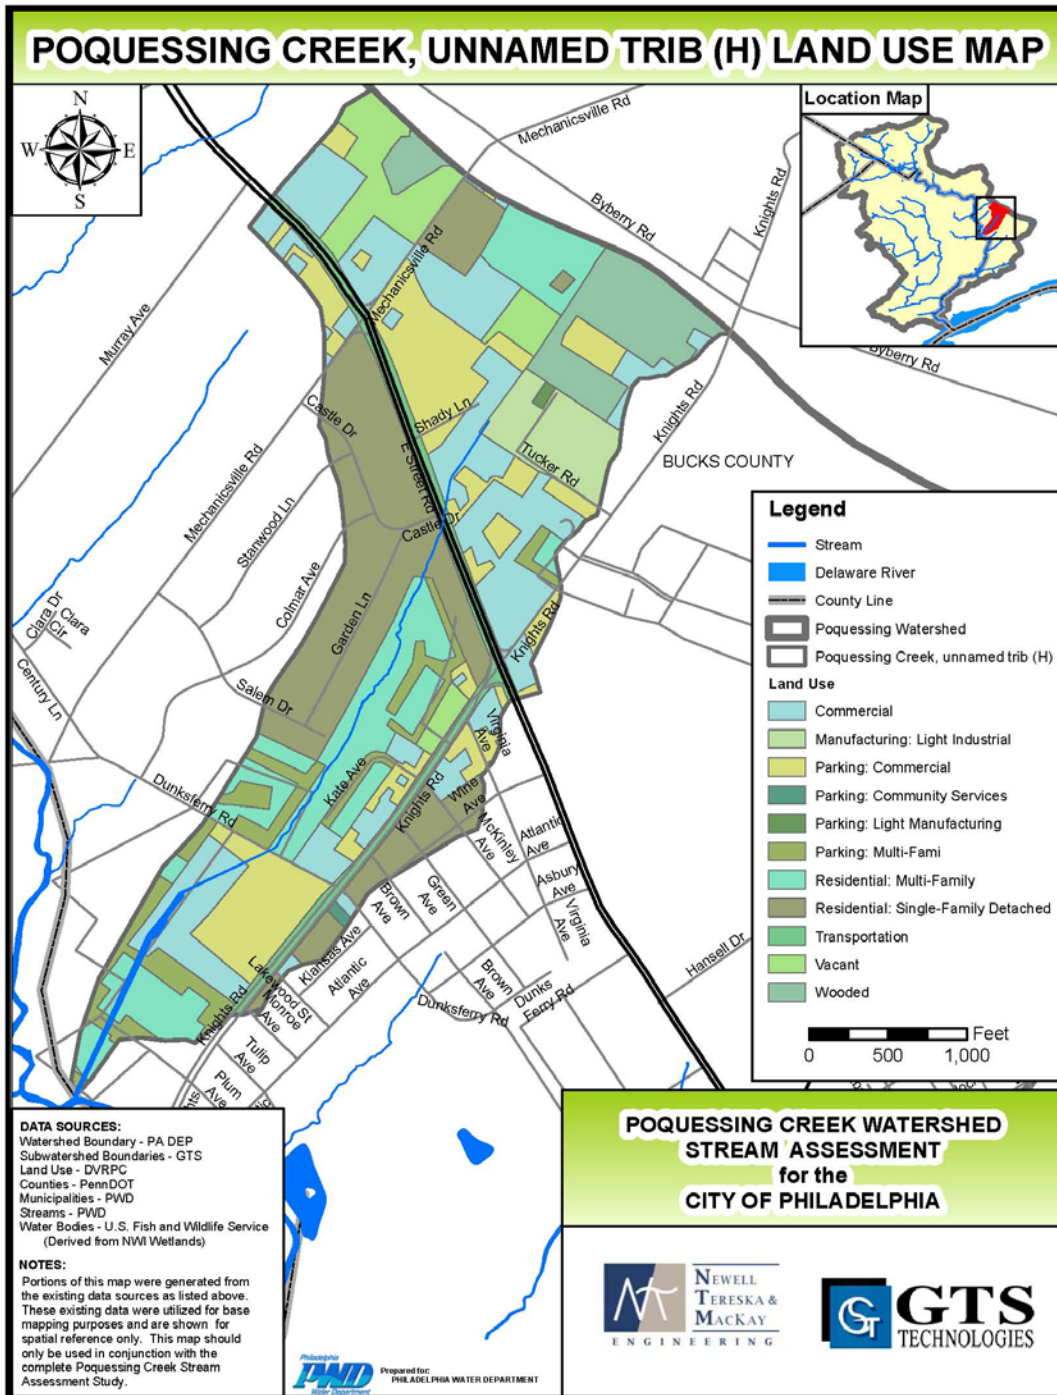 POQUESSING CREEK, UNNAMED TRIB (H) LAND USE MAP
N
W
E
S
Location Map
Mechanicsville Rd
Byberry Rd
Knights Rd
Murray Ave
Mechanicsville Rd
Byberry Rd
Knights Rd
Castle Dr
Shady Ln
E Street Rd
Tucker Rd
BUCKS COUNTY
Mechanicsville Rd
Stanwood Ln
Castle Dr
Colmar Ave
Garden Ln
Clara Dr
Clara
Cir
Century Ln
Salem Dr
Knights Rd
Virginia
Ave
Dunksferry Rd
Kate Ave
Knights Rd
Wine
Ave
McKinley
Ave
Atlantic
Ave
Asbury
Ave
Virginia
Ave
Green
Ave
Brown
Ave
Kansas Ave
Atlantic
Ave
Lakewood St
Monroe
Ave
Knights Rd
Tulip
Ave
Plum
Ave
Dunksferry Rd
Brown
Ave
Dunks
Ferry Rd
Hansell Dr
Legend
Stream
Delaware River
County Line
Poquessing Watershed
Poquessing Creek, unnamed trib (H)
Land Use
Commercial
Manufacturing: Light Industrial
Parking: Commercial
Parking: Community Services
Parking: Light Manufacturing
Parking: Multi-Fami
Residential: Multi-Family
Residential: Single-Family Detached
Transportation
Vacant
Wooded
Feet
0 500 1,000
DATA SOURCES:
Watershed Boundary - PA DEP
Subwatershed Boundaries - GTS
Land Use - DVRPC
Counties - PennDOT
Municipalities - PWD
Streams - PWD
Water Bodies - U.S. Fish and Wildlife Service
(Derived from NWI Wetlands)
NOTES:
Portions of this map were generated from
the existing data sources as listed above.
These existing data were utilized for base
mapping purposes and are shown for
spatial reference only. This map should
only be used in conjunction with the
complete Poquessing Creek Stream
Assessment Study.
Philadelphia
PWD
Water Department
Prepared for:
PHILADELPHIA WATER DEPARTMENT
POQUESSING CREEK WATERSHED
STREAM ASSESSMENT
for the
CITY OF PHILADELPHIA
NEWELL
TERESKA &
MACKAY
ENGINEERING
GTS
TECHNOLOGIES